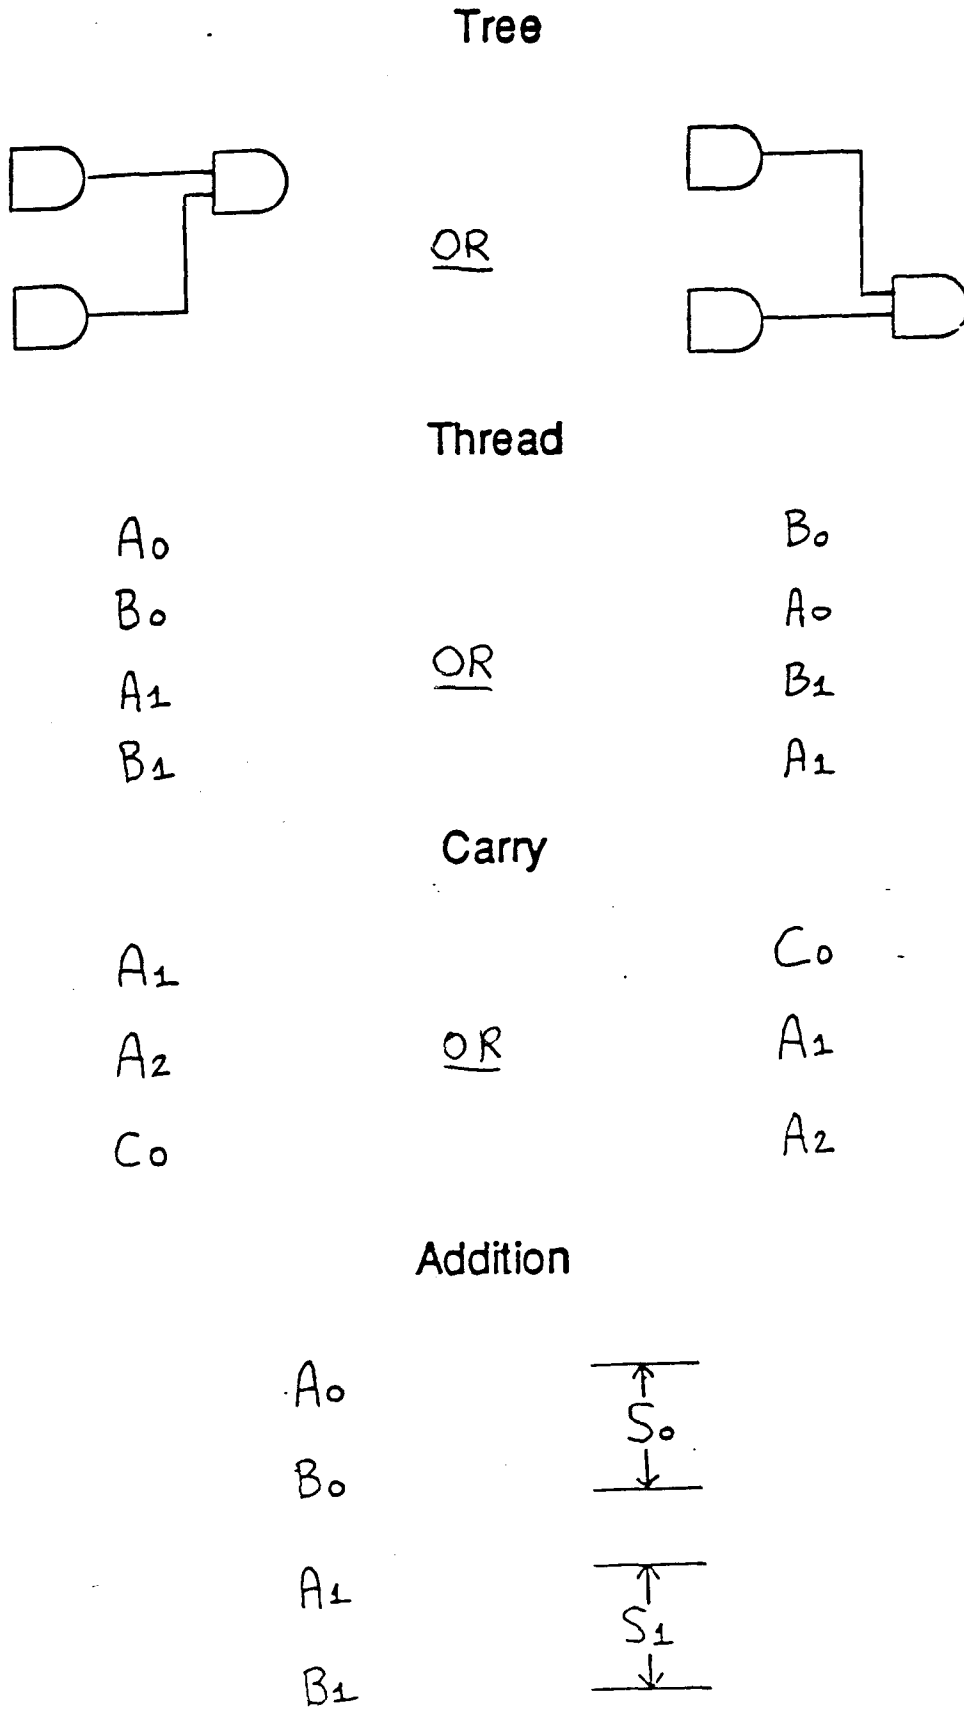 Tree
OR
Thread
A0 B0
B0 A0
OR
A1 B1
B1 A1
Carry
A1 C0
A2 OR A1
C0 A2
Addition
A0
S0
B0
A1
S1
B1